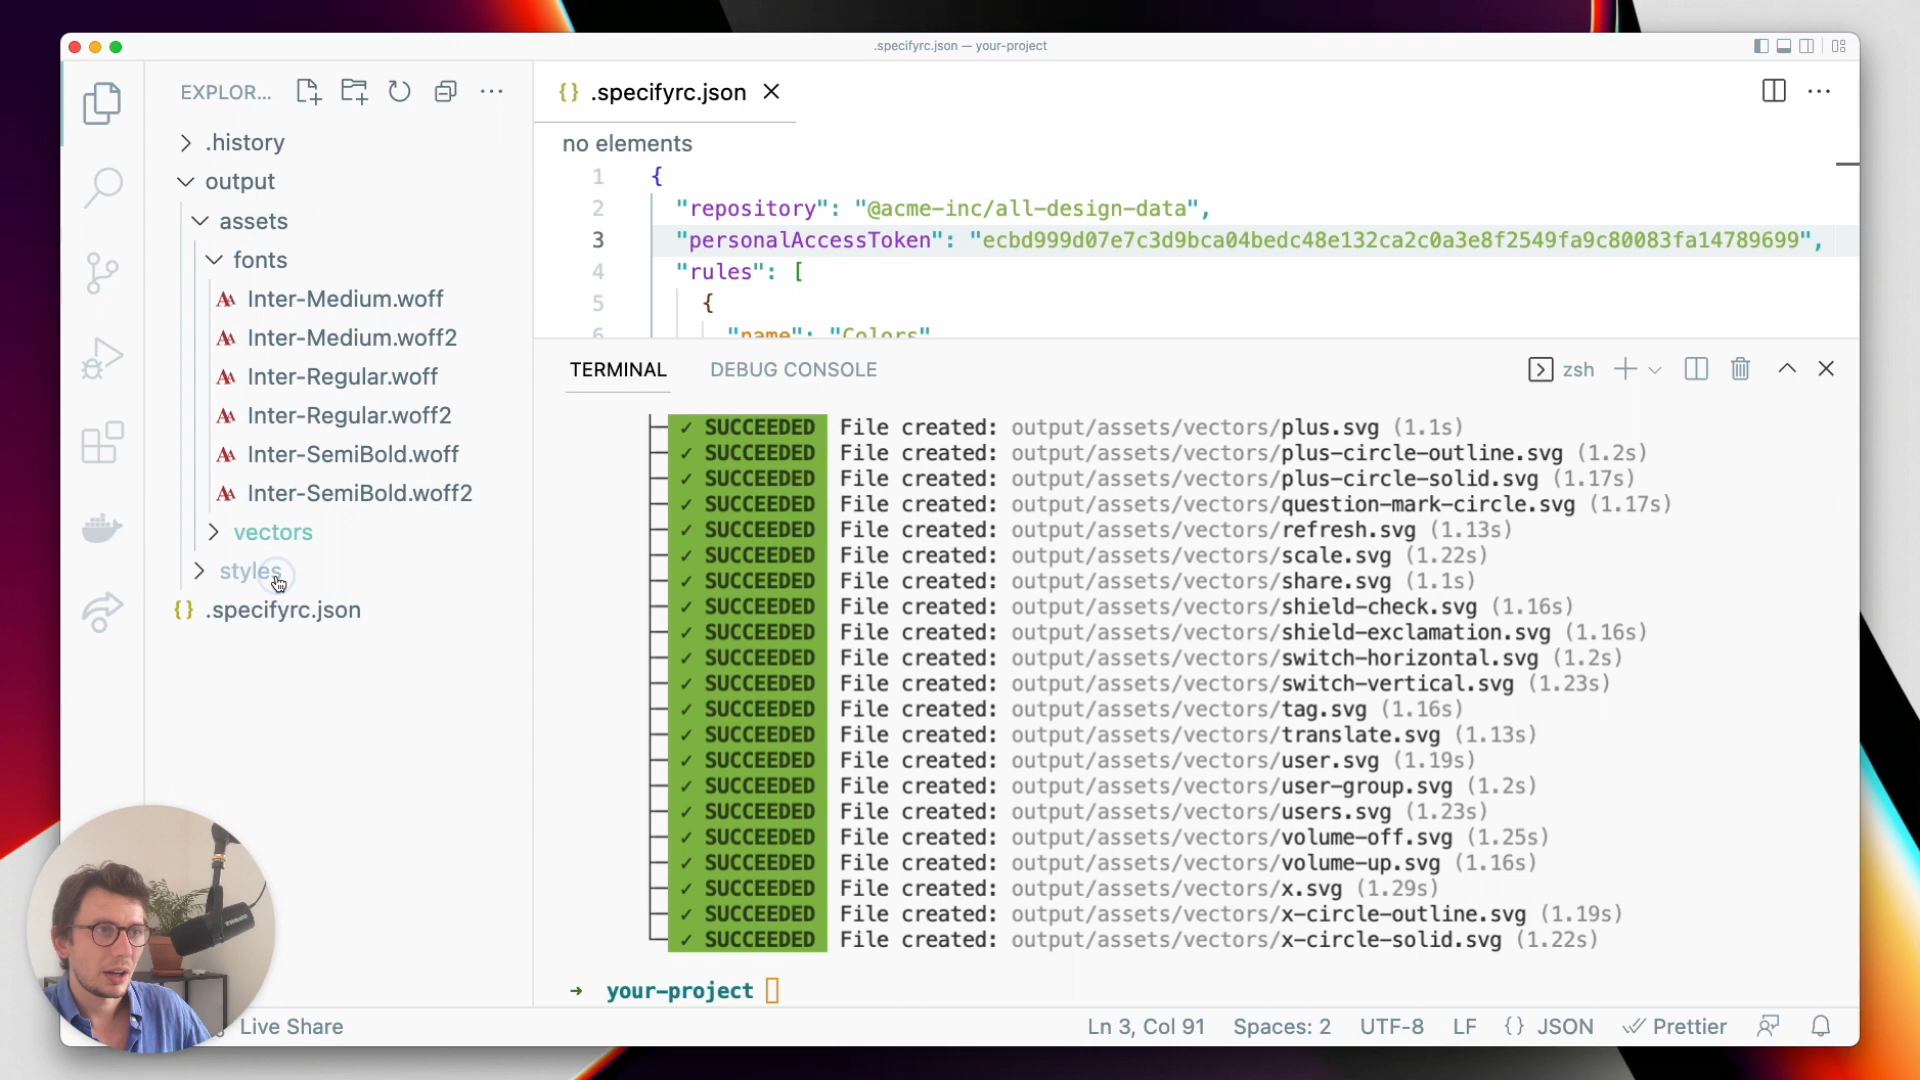 .specifyrc.json — your-project
EXPLOR...
.history
output
assets
fonts
Inter-Medium.woff
Inter-Medium.woff2
Inter-Regular.woff
Inter-Regular.woff2
Inter-SemiBold.woff
Inter-SemiBold.woff2
vectors
styles
{} .specifyrc.json
{} .specifyrc.json
no elements
1 {
2 "repository": "@acme-inc/all-design-data",
3 "personalAccessToken": "ecbd999d07e7c3d9bca04bedc48e132ca2c0a3e8f2549fa9c80083fa14789699",
4 "rules": [
5 {
6 "name": "Colors"
TERMINAL DEBUG CONSOLE zsh
✓ SUCCEEDED File created: output/assets/vectors/plus.svg (1.1s)
✓ SUCCEEDED File created: output/assets/vectors/plus-circle-outline.svg (1.2s)
✓ SUCCEEDED File created: output/assets/vectors/plus-circle-solid.svg (1.17s)
✓ SUCCEEDED File created: output/assets/vectors/question-mark-circle.svg (1.17s)
✓ SUCCEEDED File created: output/assets/vectors/refresh.svg (1.13s)
✓ SUCCEEDED File created: output/assets/vectors/scale.svg (1.22s)
✓ SUCCEEDED File created: output/assets/vectors/share.svg (1.1s)
✓ SUCCEEDED File created: output/assets/vectors/shield-check.svg (1.16s)
✓ SUCCEEDED File created: output/assets/vectors/shield-exclamation.svg (1.16s)
✓ SUCCEEDED File created: output/assets/vectors/switch-horizontal.svg (1.2s)
✓ SUCCEEDED File created: output/assets/vectors/switch-vertical.svg (1.23s)
✓ SUCCEEDED File created: output/assets/vectors/tag.svg (1.16s)
✓ SUCCEEDED File created: output/assets/vectors/translate.svg (1.13s)
✓ SUCCEEDED File created: output/assets/vectors/user.svg (1.19s)
✓ SUCCEEDED File created: output/assets/vectors/user-group.svg (1.2s)
✓ SUCCEEDED File created: output/assets/vectors/users.svg (1.23s)
✓ SUCCEEDED File created: output/assets/vectors/volume-off.svg (1.25s)
✓ SUCCEEDED File created: output/assets/vectors/volume-up.svg (1.16s)
✓ SUCCEEDED File created: output/assets/vectors/x.svg (1.29s)
✓ SUCCEEDED File created: output/assets/vectors/x-circle-outline.svg (1.19s)
✓ SUCCEEDED File created: output/assets/vectors/x-circle-solid.svg (1.22s)
→ your-project
Live Share Ln 3, Col 91 Spaces: 2 UTF-8 LF {} JSON Prettier